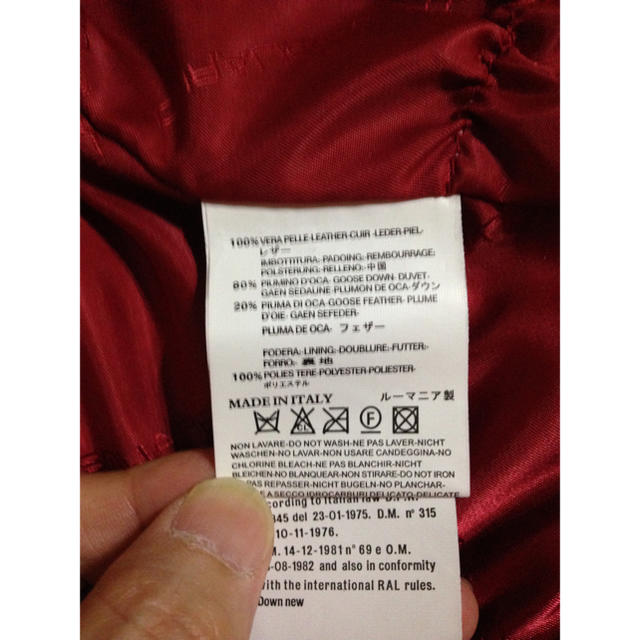 100% VERA PELLE-LEATHER-CUIR-LEDER-PIEL-
レザー
IMBOTTITURA-PADDING-REMBOURRAGE;
POLSTERUNG-RELLENO;-中国
80% PIUMINO D'OCA-GOOSE DOWN-DUVET-
GAEN SEDAUNE-PLUMON DE OCA-ダウン
20% PIUMA DI OCA-GOOSE FEATHER-PLUME
D'OIE-GAEN SEFEDER-
PLUMA DE OCA-フェザー
FODERA:-LINING:-DOUBLURE:-FUTTER:-
FORRO:-裏地
100% POLIESTERE-POLYESTER-POLIESTER-
ポリエステル
MADE IN ITALY ルーマニア製
CL F
NON LAVARE-DO NOT WASH-NE PAS LAVER-NICHT
WASCHEN-NO LAVAR-NON USARE CANDEGGINA-NO
CHLORINE BLEACH-NE PAS BLANCHIR-NICHT
BLEICHEN-NO BLANQUEAR-NON STIRARE-DO NOT IRON
PAS REPASSER-NICHT BUGELN-NO PLANCHAR-
A SECCO IDROCARBURI DELICATO-DELICATE
according to Italian law
345 del 23-01-1975. D.M. n° 315
10-11-1976.
M. 14-12-1981 n° 69 e O.M.
-08-1982 and also in conformity
with the international RAL rules.
Down new